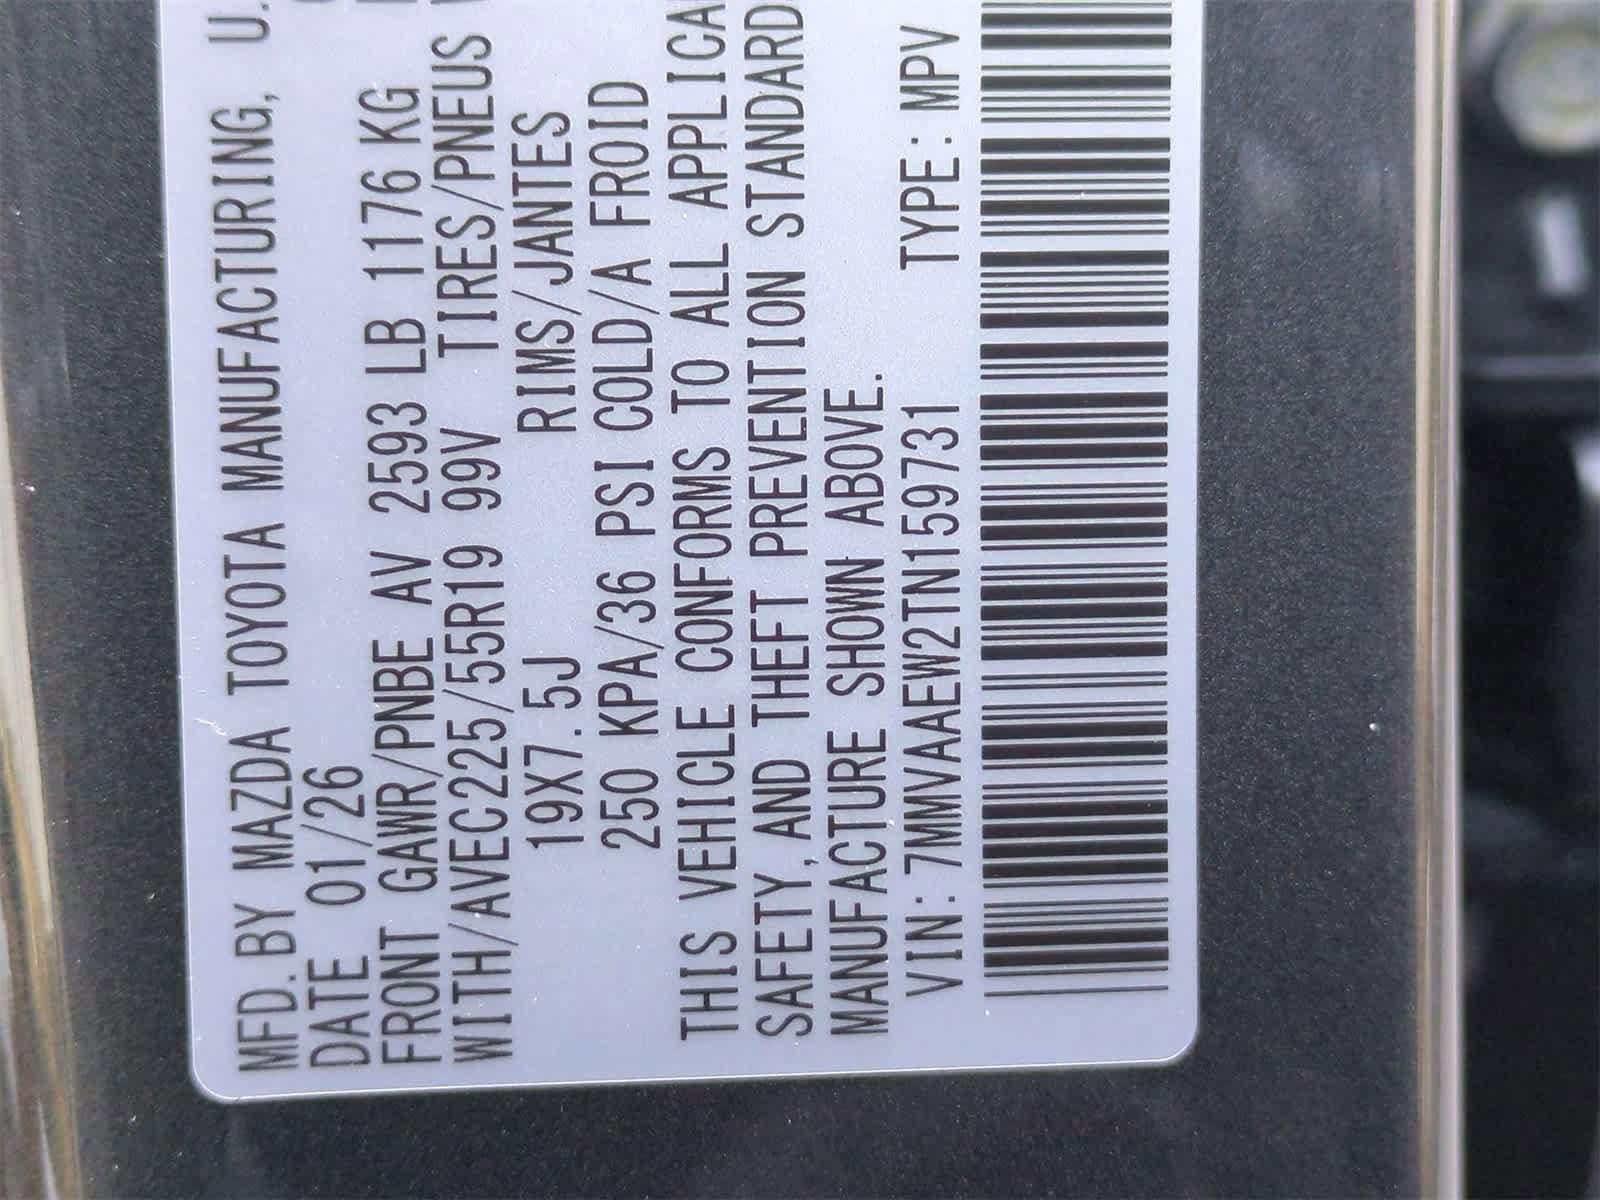 MFD. BY MAZDA TOYOTA MANUFACTURING, U.
DATE 01/26
FRONT GAWR/PNBE AV 2593 LB 1176 KG
WITH/AVEC225/55R19 99V TIRES/PNEUS
19X7.5J RIMS/JANTES
250 KPA/36 PSI COLD/A FROID
THIS VEHICLE CONFORMS TO ALL APPLICA
SAFETY, AND THEFT PREVENTION STANDARD
MANUFACTURE SHOWN ABOVE.
VIN: 7MMVAAEW2TN159731 TYPE: MPV